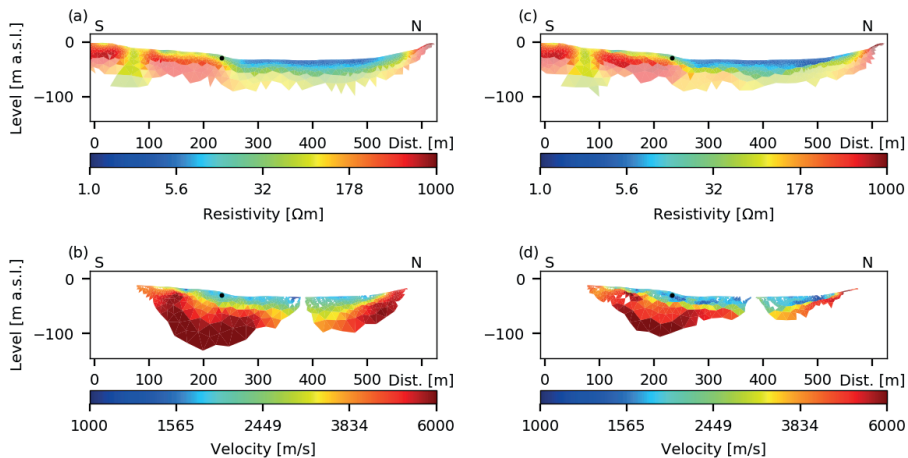 (a)
S
N
Level [m a.s.l.]
0
−100
0 100 200 300 400 500 Dist. [m]
1.0 5.6 32 178 1000
Resistivity [Ωm]
(b)
S
N
Level [m a.s.l.]
0
−100
0 100 200 300 400 500 Dist. [m]
1000 1565 2449 3834 6000
Velocity [m/s]
(c)
S
N
0
−100
0 100 200 300 400 500 Dist. [m]
1.0 5.6 32 178 1000
Resistivity [Ωm]
(d)
S
N
0
−100
0 100 200 300 400 500 Dist. [m]
1000 1565 2449 3834 6000
Velocity [m/s]